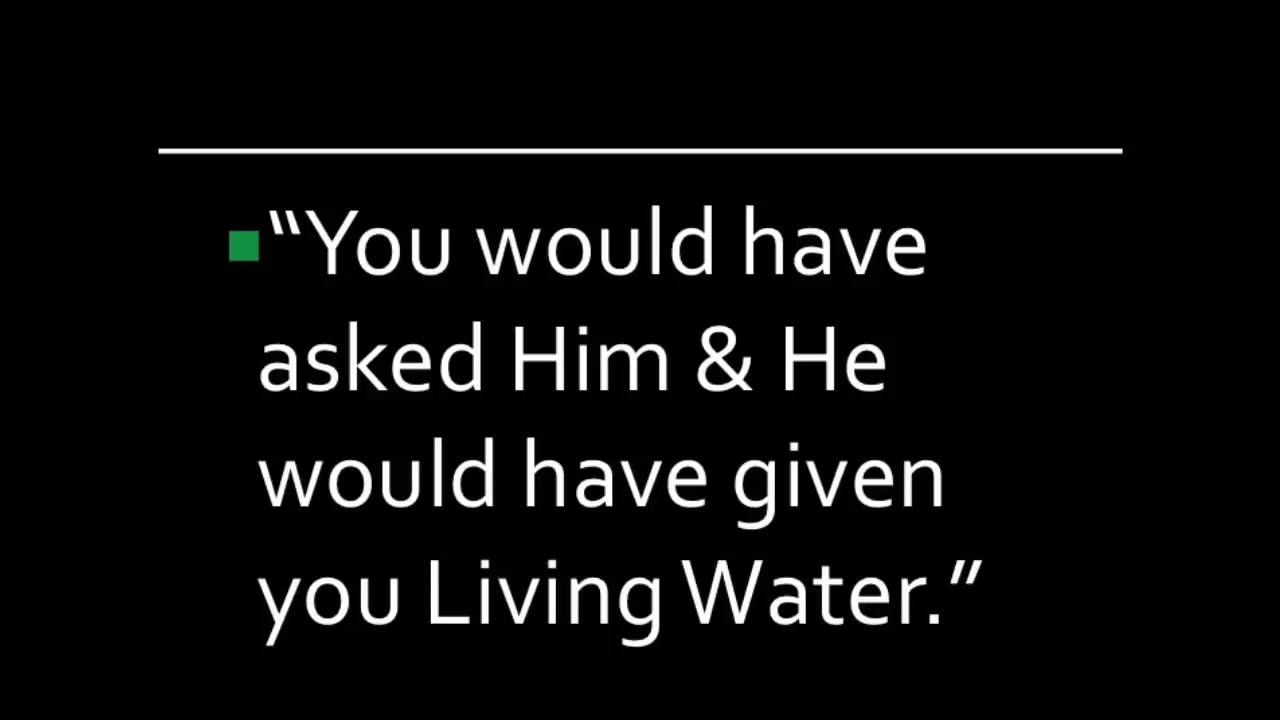 “You would have
asked Him & He
would have given
you Living Water.”